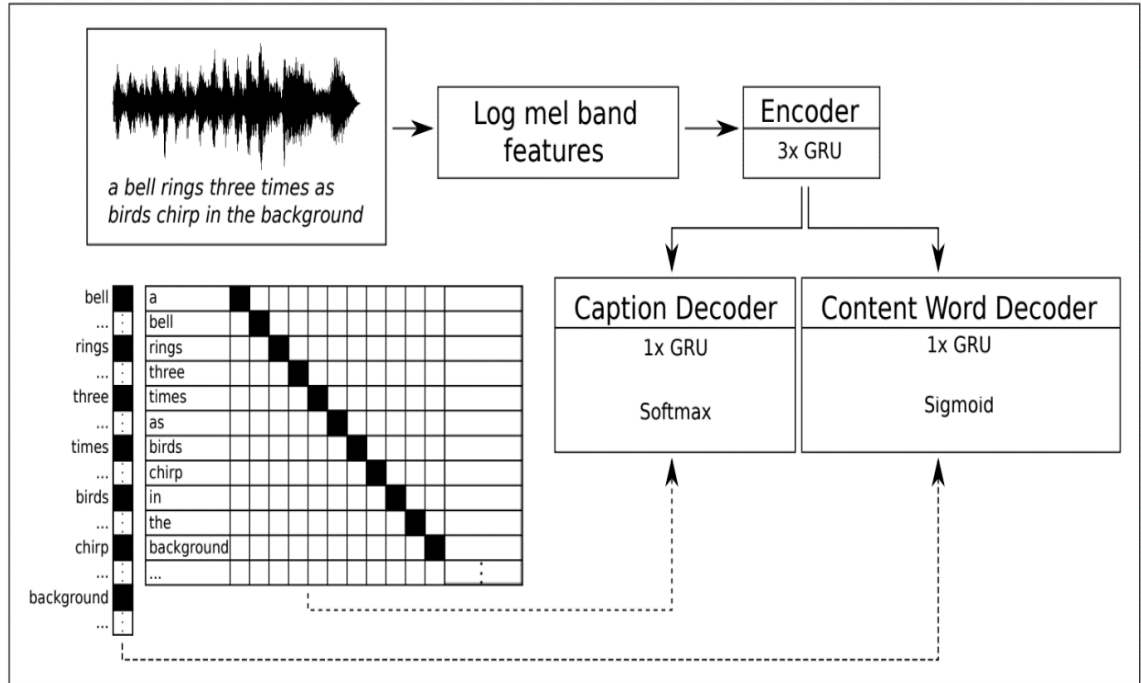 a bell rings three times as
birds chirp in the background
Log mel band
features
Encoder
3x GRU
Caption Decoder
1x GRU
Softmax
Content Word Decoder
1x GRU
Sigmoid
bell
...
rings
...
three
...
times
...
birds
...
chirp
...
background
...
a
bell
rings
three
times
as
birds
chirp
in
the
background
...